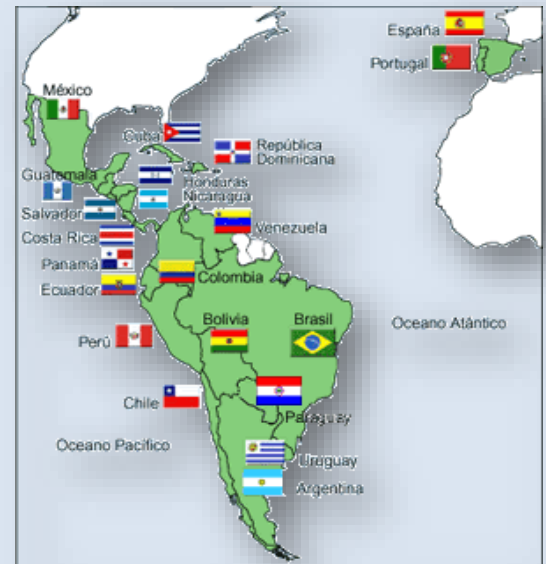 España
Portugal
México
Cuba
República
Dominicana
Guatemala
Honduras
Nicaragua
Salvador
Costa Rica
Venezuela
Panamá
Colombia
Ecuador
Bolivia
Brasil
Oceano Atántico
Perú
Chile
Paraguay
Oceano Pacífico
Uruguay
Argentina